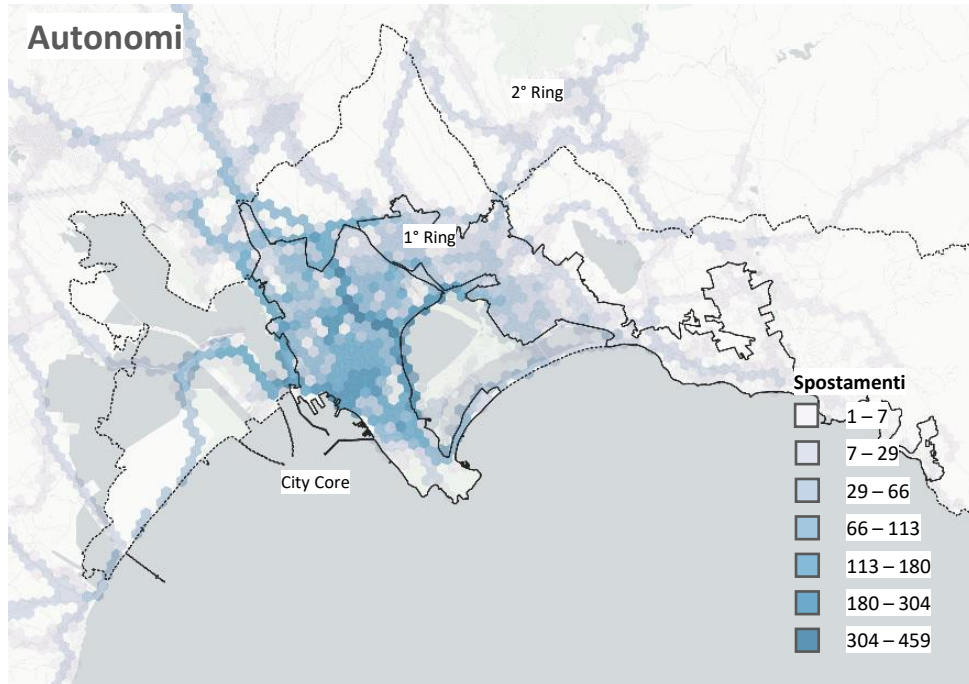 Autonomi
2° Ring
1° Ring
City Core
Spostamenti
1 – 7
7 – 29
29 – 66
66 – 113
113 – 180
180 – 304
304 – 459